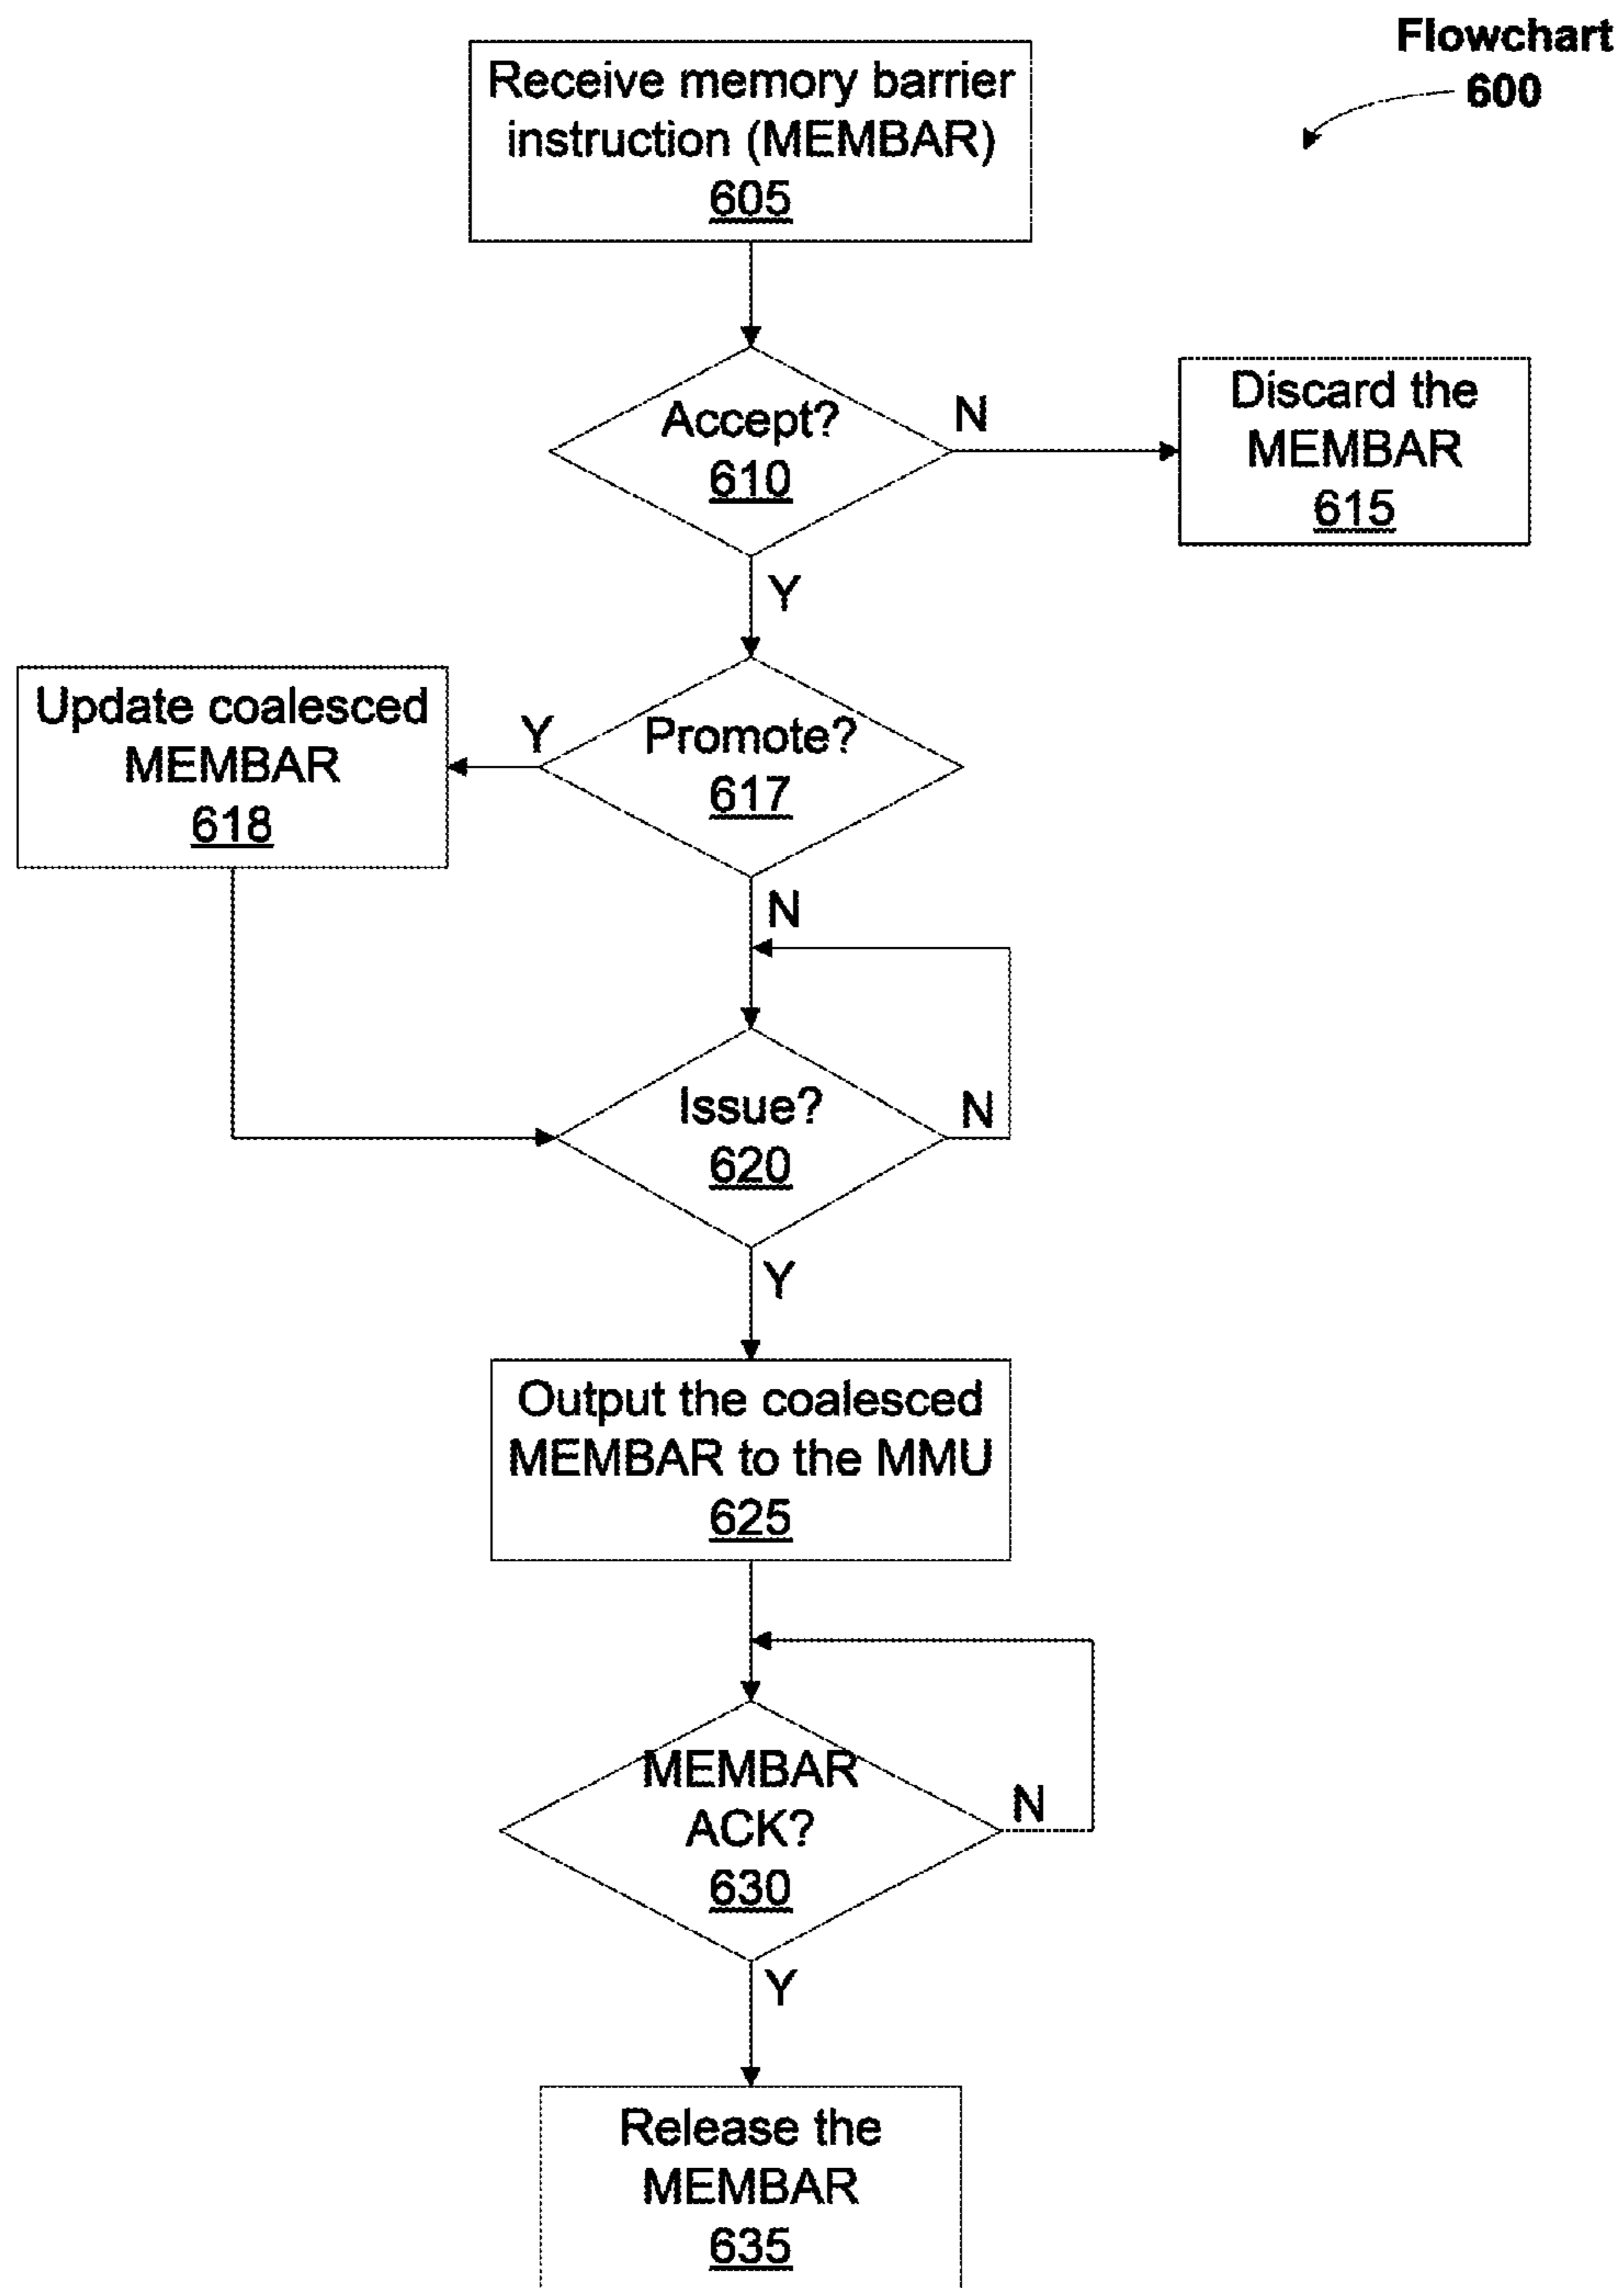 Flowchart
600
Receive memory barrier
instruction (MEMBAR)
605
Accept?
610
N
Discard the
MEMBAR
615
Y
Promote?
617
Y
Update coalesced
MEMBAR
618
N
Issue?
620
N
Y
Output the coalesced
MEMBAR to the MMU
625
MEMBAR
ACK?
630
N
Y
Release the
MEMBAR
635